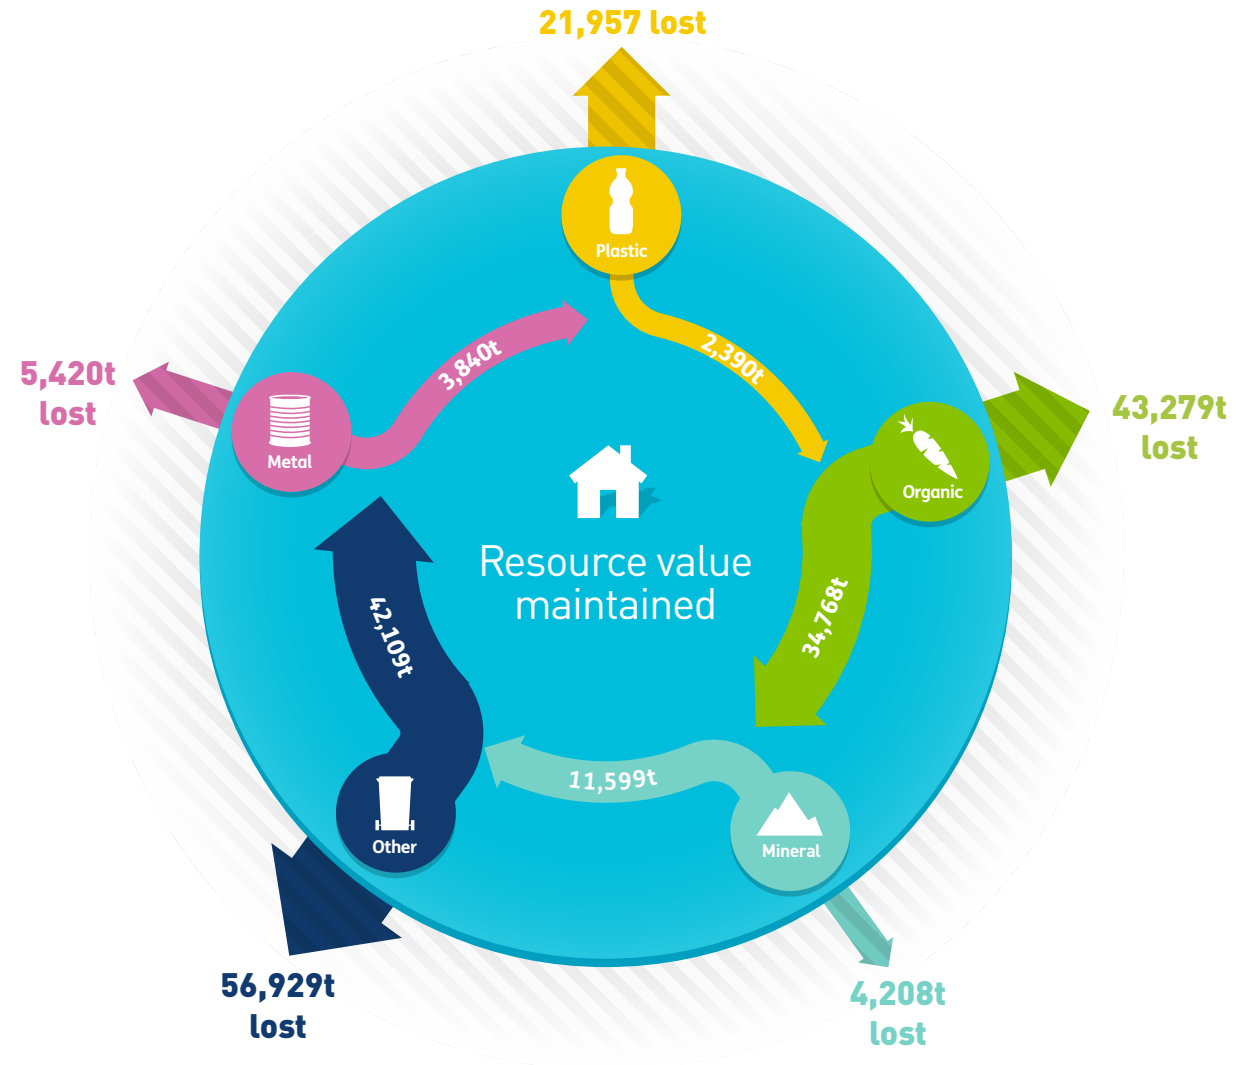 21,957 lost
Plastic
2,390t
3,840t
5,420t
lost
Metal
43,279t
lost
Organic
Resource value
maintained
34,768t
42,109t
11,599t
Other
Mineral
56,929t
lost
4,208t
lost